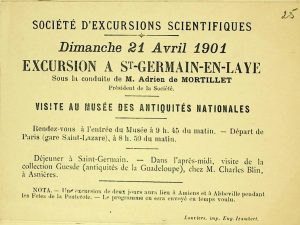 25
SOCIÉTÉ D'EXCURSIONS SCIENTIFIQUES
Dimanche 21 Avril 1901
EXCURSION A ST-GERMAIN-EN-LAYE
Sous la conduite de M. Adrien de MORTILLET
Président de la Société.
VISITE AU MUSÉE DES ANTIQUITÉS NATIONALES
Rendez-vous à l'entrée du Musée à 9 h. 45 du matin. — Départ de
Paris (gare Saint-Lazare), à 8 h. 50 du matin.
Déjeuner à Saint-Germain. — Dans l'après-midi, visite de la
collection Guesde (antiquités de la Guadeloupe), chez M. Charles Blin,
à Asnières.
NOTA. — Une excursion de deux jours aura lieu à Amiens et à Abbeville pendant
les Fêtes de la Pentecôte. — Le programme en sera envoyé en temps voulu.
Louviers, imp. Eug. Izambert.